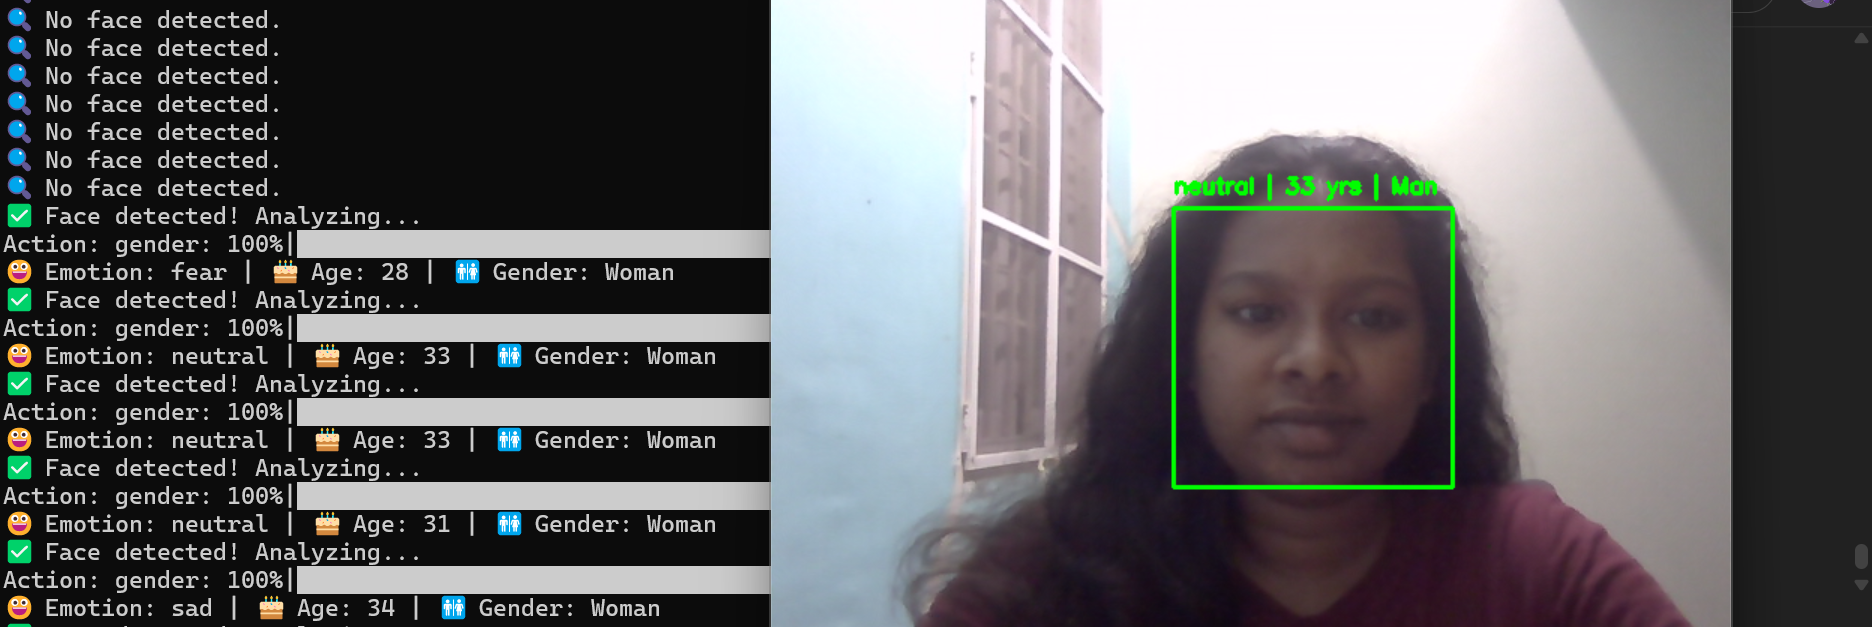 🔍 No face detected.
🔍 No face detected.
🔍 No face detected.
🔍 No face detected.
🔍 No face detected.
🔍 No face detected.
🔍 No face detected.
✅ Face detected! Analyzing...
Action: gender: 100%|
😀 Emotion: fear | 🎂 Age: 28 | 🚻 Gender: Woman
✅ Face detected! Analyzing...
Action: gender: 100%|
😀 Emotion: neutral | 🎂 Age: 33 | 🚻 Gender: Woman
✅ Face detected! Analyzing...
Action: gender: 100%|
😀 Emotion: neutral | 🎂 Age: 33 | 🚻 Gender: Woman
✅ Face detected! Analyzing...
Action: gender: 100%|
😀 Emotion: neutral | 🎂 Age: 31 | 🚻 Gender: Woman
✅ Face detected! Analyzing...
Action: gender: 100%|
😀 Emotion: sad | 🎂 Age: 34 | 🚻 Gender: Woman
neutral | 33 yrs | Man